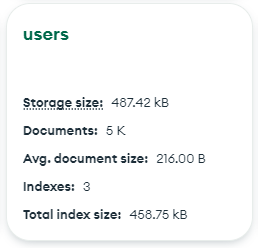 users
Storage size: 487.42 kB
Documents: 5 K
Avg. document size: 216.00 B
Indexes: 3
Total index size: 458.75 kB